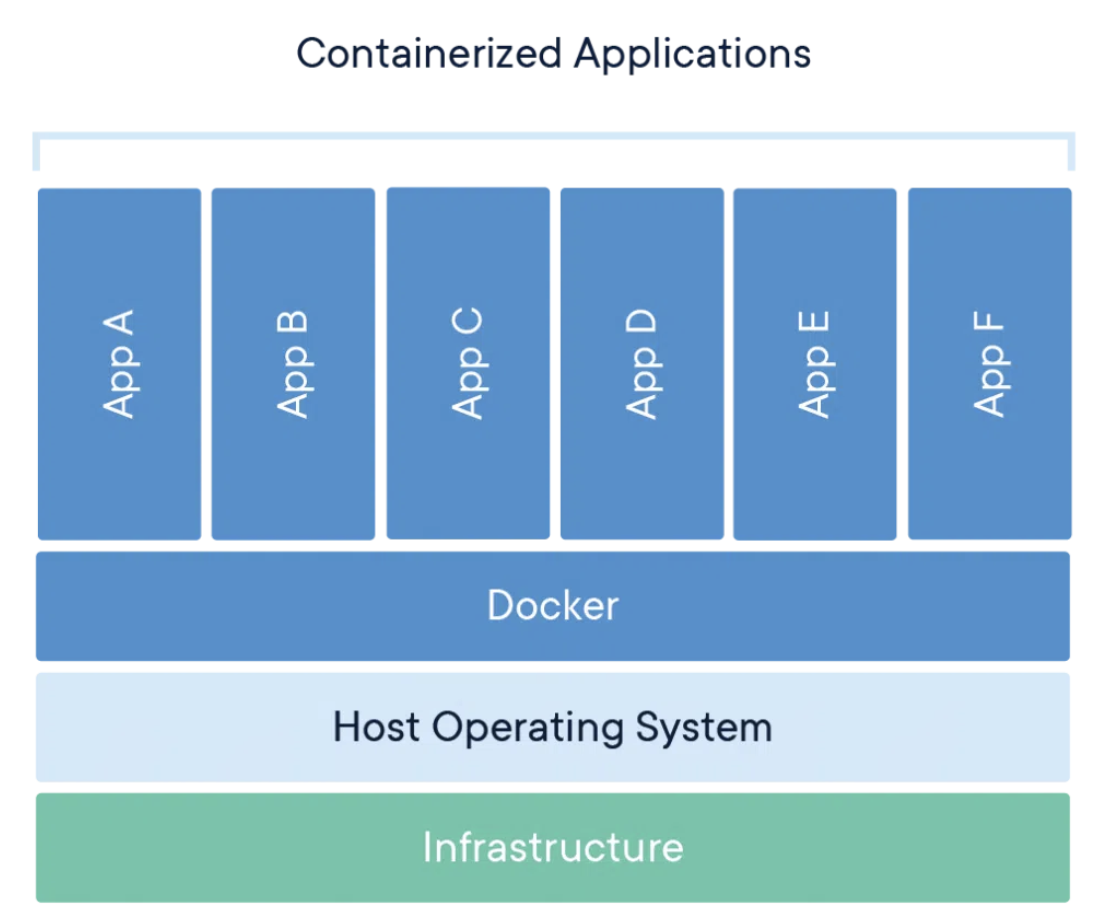 Containerized Applications
App A
App B
App C
App D
App E
App F
Docker
Host Operating System
Infrastructure